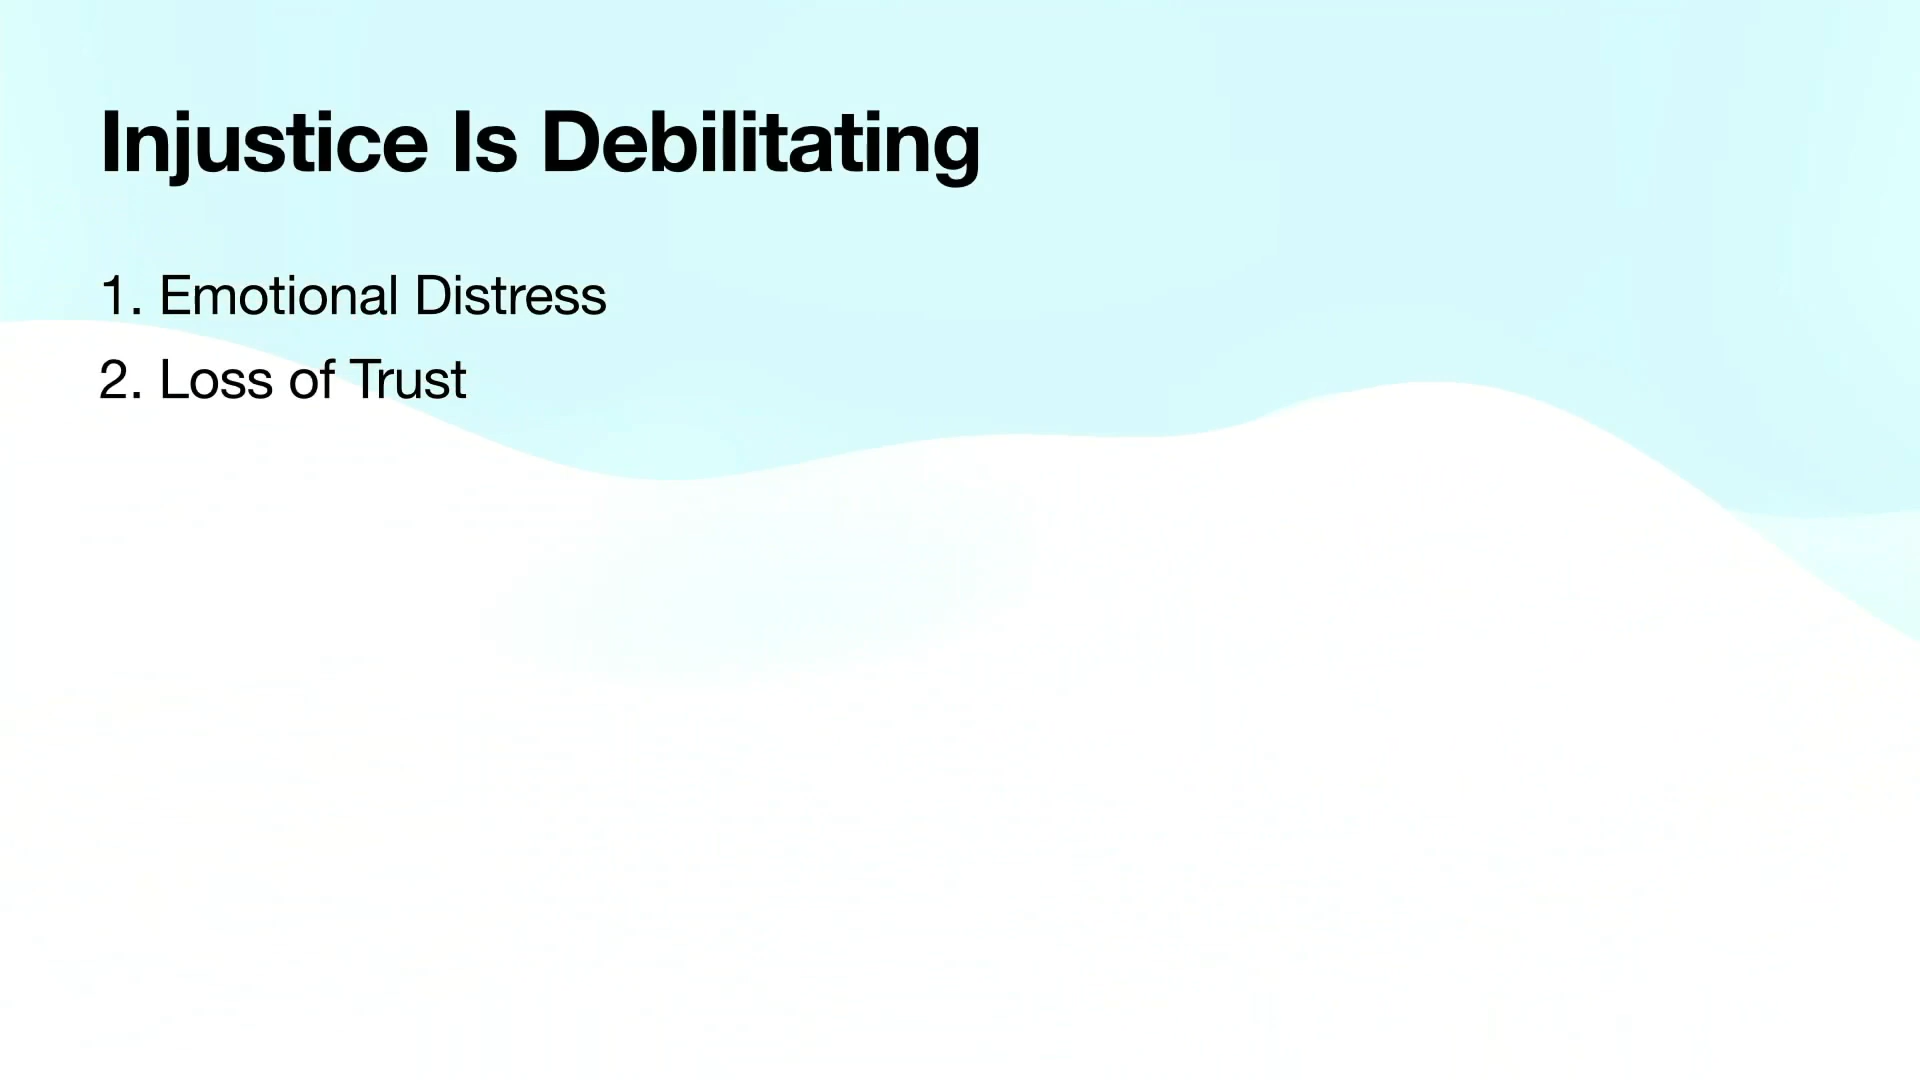 Injustice Is Debilitating
1. Emotional Distress
2. Loss of Trust